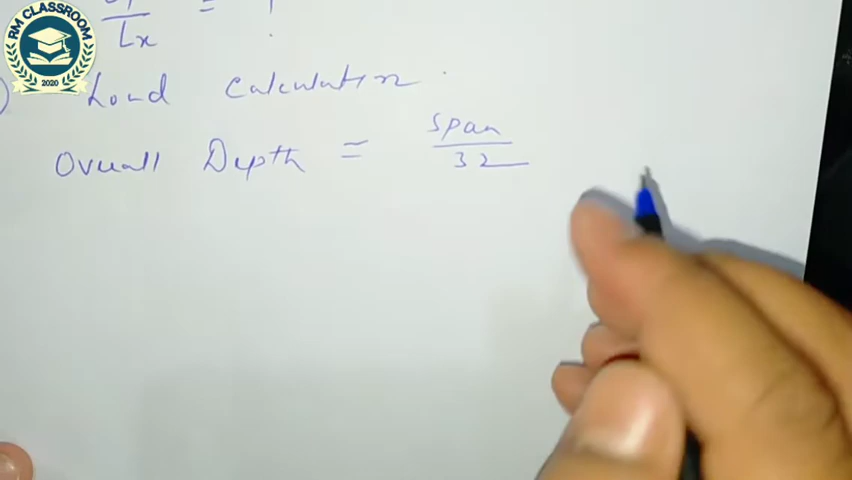 RM CLASSROOM
2020
Lx = ?
) Load Calculation .
Overall Depth = Span
32